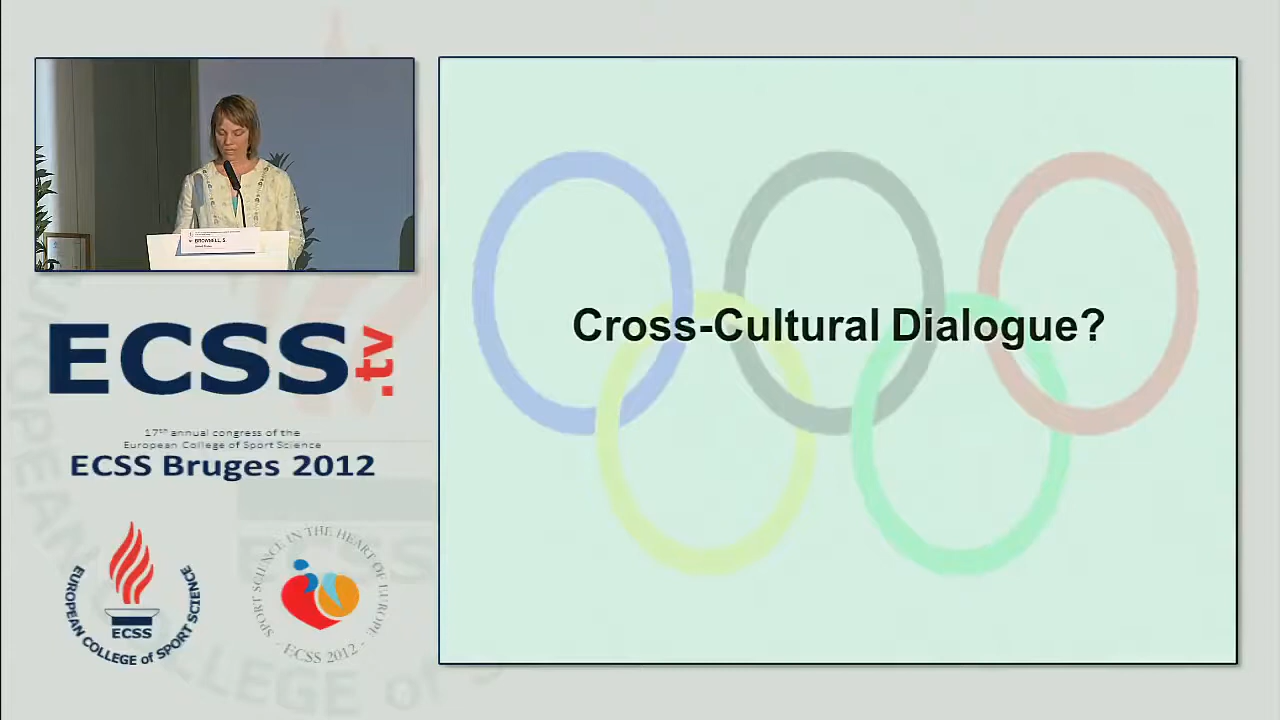 Cross-Cultural Dialogue?
BROWNELL, S.
ECSS.tv
17th annual congress of the
European College of Sport Science
ECSS Bruges 2012
EUROPEAN COLLEGE of SPORT SCIENCE
ECSS
SPORT SCIENCE IN THE HEART OF EUROPE
- ECSS 2012 -